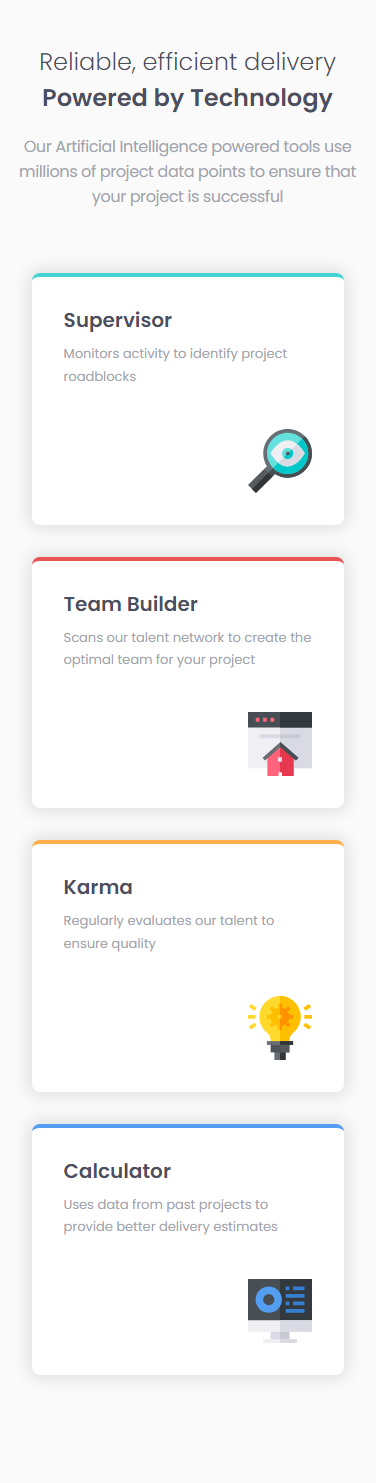 Reliable, efficient delivery
Powered by Technology
Our Artificial Intelligence powered tools use
millions of project data points to ensure that
your project is successful
Supervisor
Monitors activity to identify project
roadblocks
Team Builder
Scans our talent network to create the
optimal team for your project
Karma
Regularly evaluates our talent to
ensure quality
Calculator
Uses data from past projects to
provide better delivery estimates